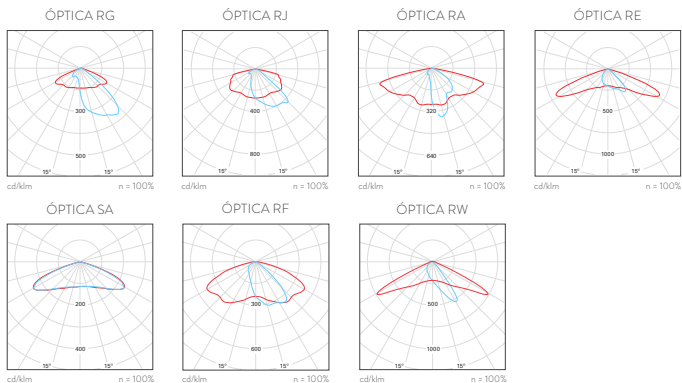 ÓPTICA RG
300
500
15° 15°
cd/klm n = 100%
ÓPTICA RJ
400
800
15° 15°
cd/klm n = 100%
ÓPTICA RA
320
640
15° 15°
cd/klm n = 100%
ÓPTICA RE
500
1000
15° 15°
cd/klm n = 100%
ÓPTICA SA
200
400
15° 15°
cd/klm n = 100%
ÓPTICA RF
300
600
15° 15°
cd/klm n = 100%
ÓPTICA RW
500
1000
15° 15°
cd/klm n = 100%